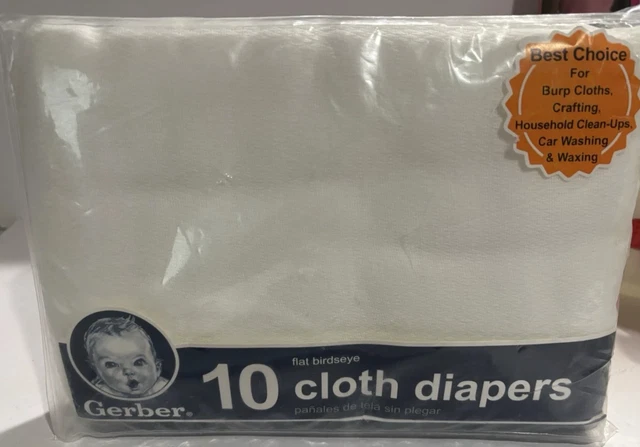 Best Choice
For
Burp Cloths,
Crafting,
Household Clean-Ups,
Car Washing
& Waxing
flat birdseye
10 cloth diapers
pañales de tela sin plegar
Gerber®